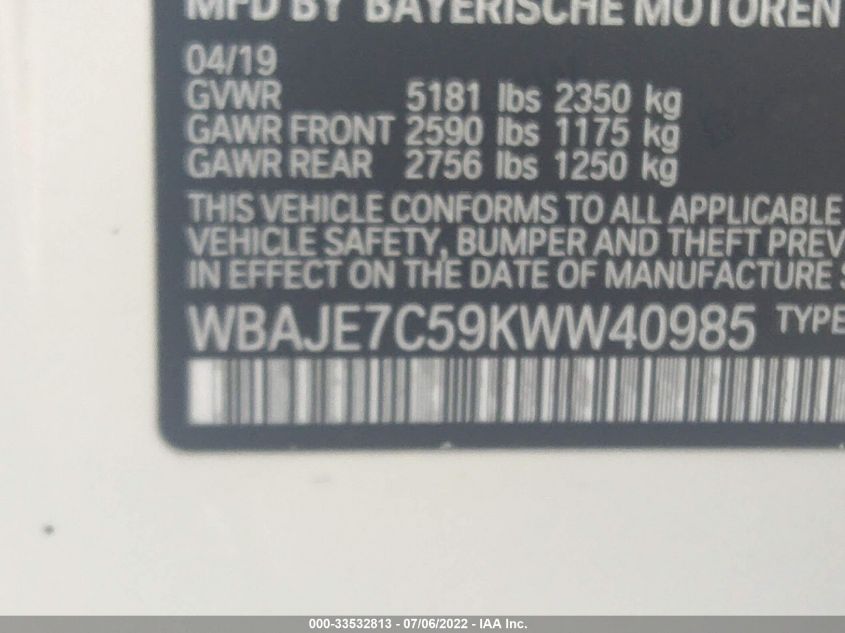 MFD BY BAYERISCHE MOTOREN
04/19
GVWR 5181 lbs 2350 kg
GAWR FRONT 2590 lbs 1175 kg
GAWR REAR 2756 lbs 1250 kg
THIS VEHICLE CONFORMS TO ALL APPLICABLE
VEHICLE SAFETY, BUMPER AND THEFT PREV
IN EFFECT ON THE DATE OF MANUFACTURE S
WBAJE7C59KWW40985 TYPE
000-33532813 - 07/06/2022 - IAA Inc.